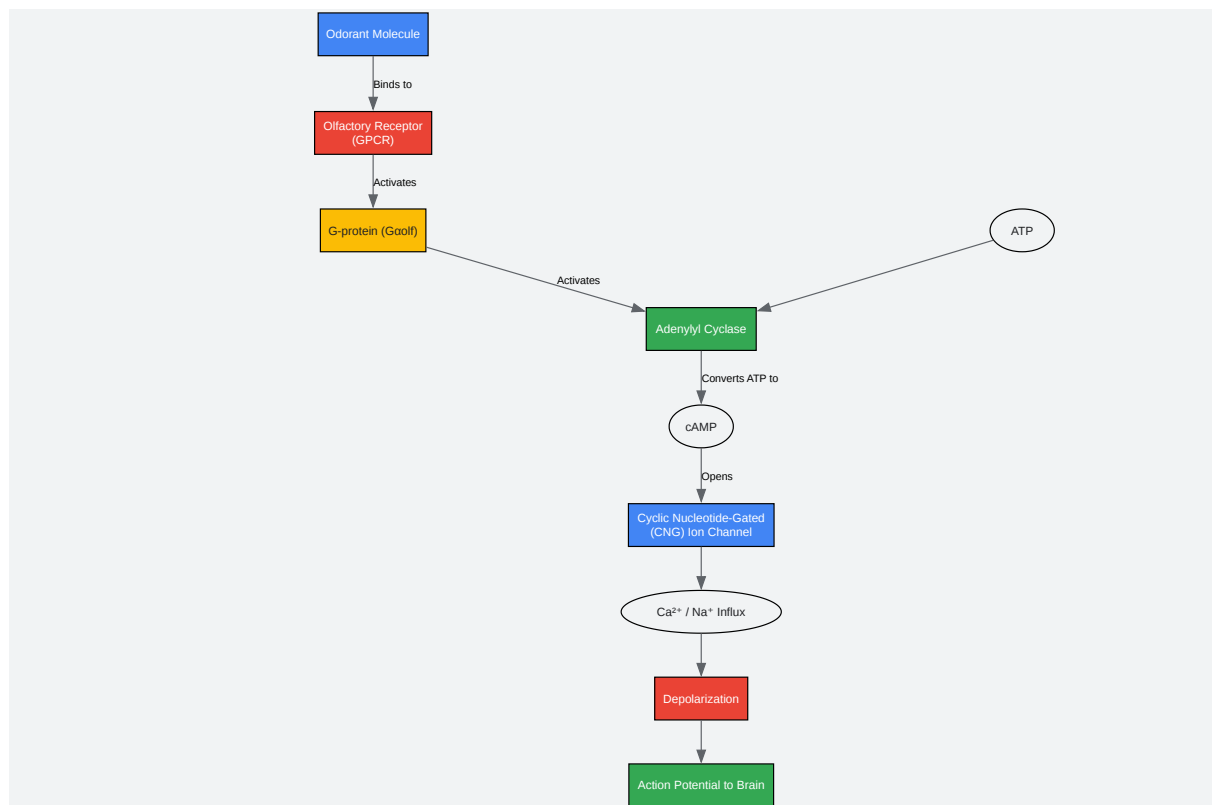 Odorant Molecule
Binds to
Olfactory Receptor
(GPCR)
Activates
G-protein (Gαolf)
ATP
Activates
Adenylyl Cyclase
Converts ATP to
cAMP
Opens
Cyclic Nucleotide-Gated
(CNG) Ion Channel
Ca²⁺ / Na⁺ Influx
Depolarization
Action Potential to Brain